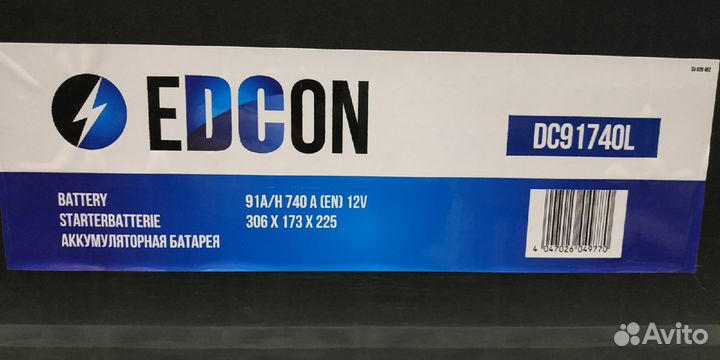 EDCON
DC91740L
BATTERY
91A/H 740 A (EN) 12V
STARTERBATTERIE
306 X 173 X 225
АККУМУЛЯТОРНАЯ БАТАРЕЯ
4 047026 049770
Avito